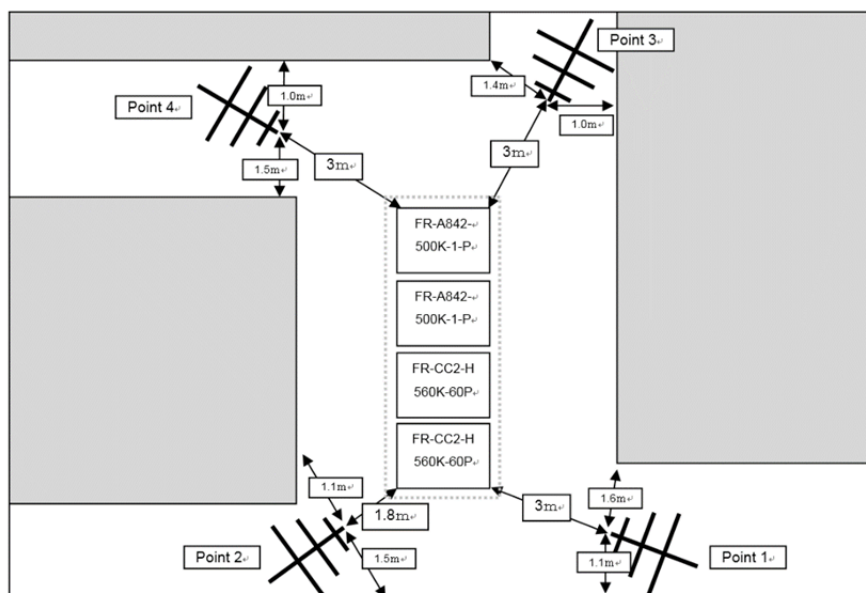 Point 3
1.4m
1.0m
1.0m
Point 4
3m
1.5m
3m
FR-A842-
500K-1-P
FR-A842-
500K-1-P
FR-CC2-H
560K-60P
FR-CC2-H
560K-60P
1.1m
1.8m
3m
1.6m
Point 2
1.5m
1.1m
Point 1